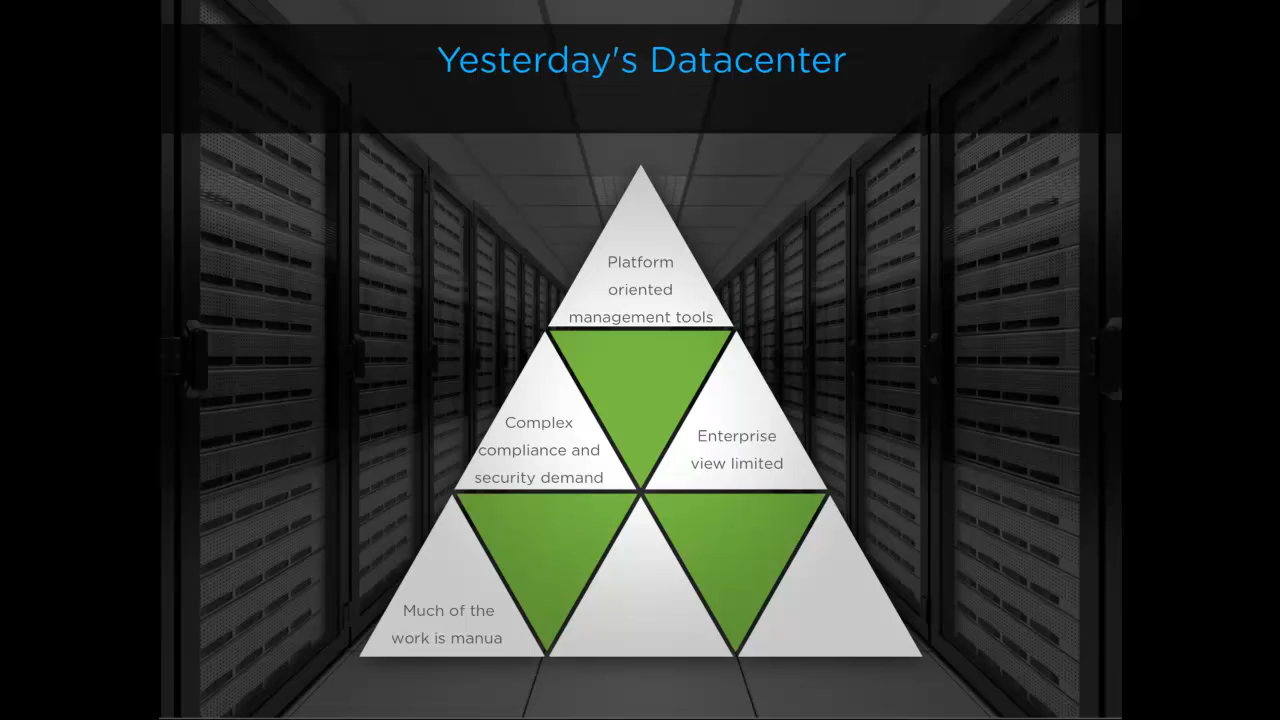 Yesterday's Datacenter
Platform
oriented
management tools
Complex
compliance and
security demand
Enterprise
view limited
Much of the
work is manua